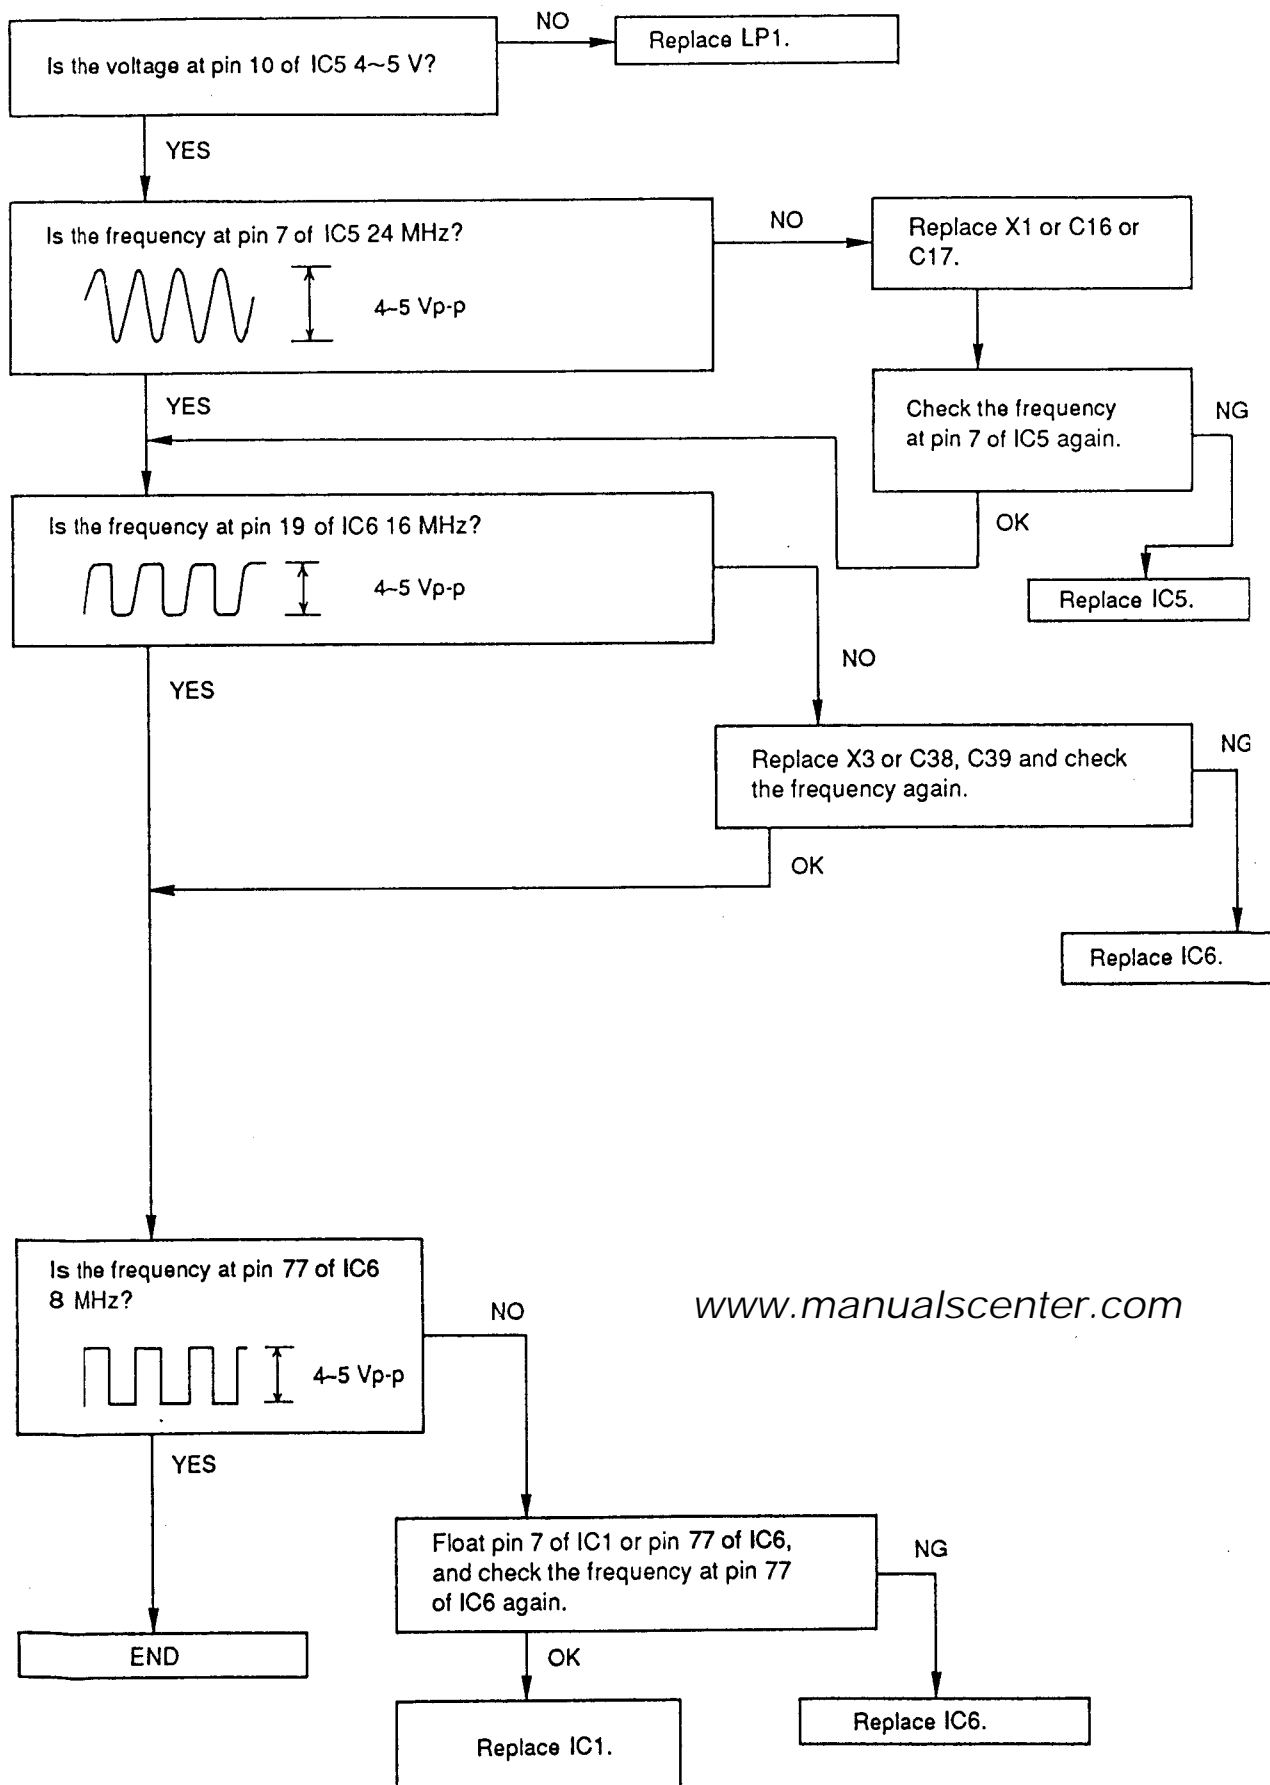 NO
Replace LP1.
Is the voltage at pin 10 of IC5 4~5 V?
YES
Is the frequency at pin 7 of IC5 24 MHz?
4~5 Vp-p
NO
Replace X1 or C16 or
C17.
YES
Check the frequency
at pin 7 of IC5 again.
NG
OK
Replace IC5.
Is the frequency at pin 19 of IC6 16 MHz?
4~5 Vp-p
NO
YES
Replace X3 or C38, C39 and check
the frequency again.
NG
OK
Replace IC6.
Is the frequency at pin 77 of IC6
8 MHz?
4~5 Vp-p
NO
www.manualscenter.com
YES
Float pin 7 of IC1 or pin 77 of IC6,
and check the frequency at pin 77
of IC6 again.
NG
END
OK
Replace IC6.
Replace IC1.